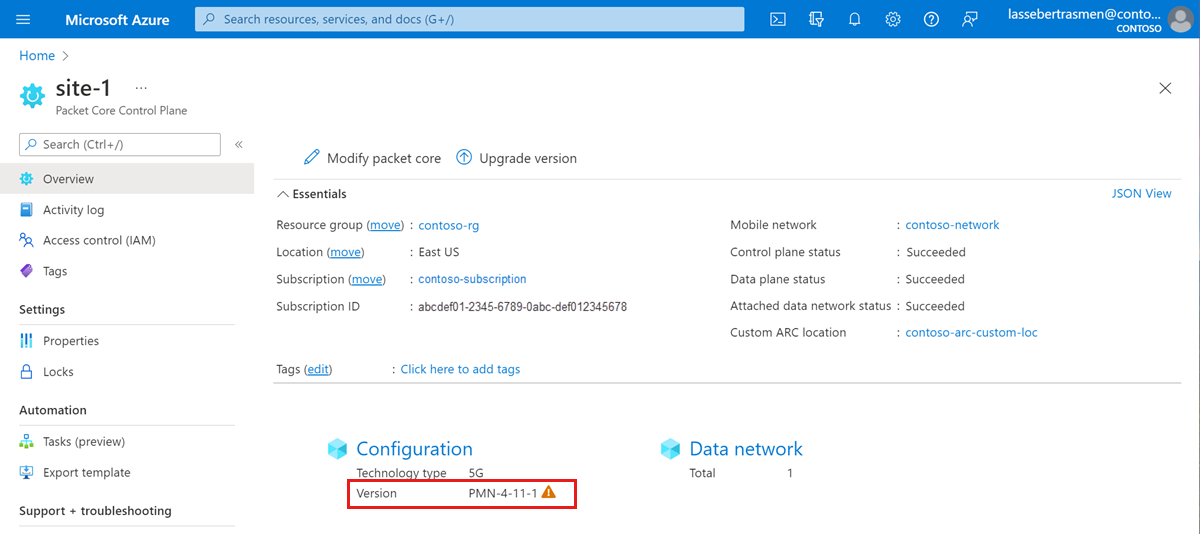 Microsoft Azure
Search resources, services, and docs (G+/)
lassebertrasmen@conto...
CONTOSO
Home
site-1 ...
Packet Core Control Plane
Search (Ctrl+/)
«
Overview
Activity log
Access control (IAM)
Tags
Settings
Properties
Locks
Automation
Tasks (preview)
Export template
Support + troubleshooting
Modify packet core
Upgrade version
Essentials
JSON View
Resource group (move) : contoso-rg
Location (move) : East US
Subscription (move) : contoso-subscription
Subscription ID : abcdef01-2345-6789-0abc-def012345678
Mobile network : contoso-network
Control plane status : Succeeded
Data plane status : Succeeded
Attached data network status : Succeeded
Custom ARC location : contoso-arc-custom-loc
Tags (edit) : Click here to add tags
Configuration
Technology type 5G
Version PMN-4-11-1
Data network
Total 1